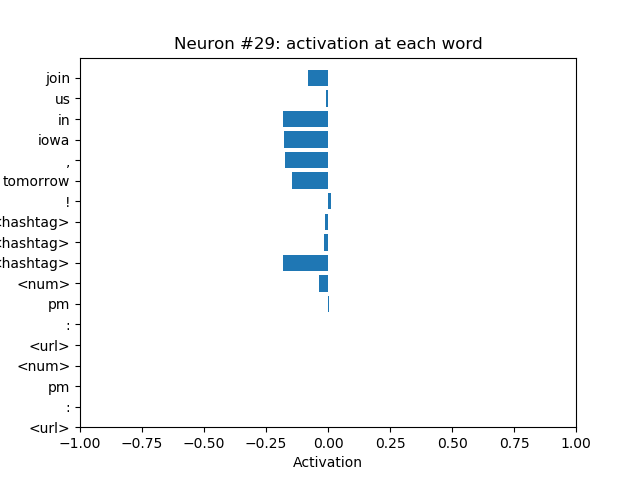 Neuron #29: activation at each word
join
us
in
iowa
,
tomorrow
!
hashtag>
hashtag>
hashtag>
<num>
pm
:
<url>
<num>
pm
:
<url>
−1.00 −0.75 −0.50 −0.25 0.00 0.25 0.50 0.75 1.00
Activation